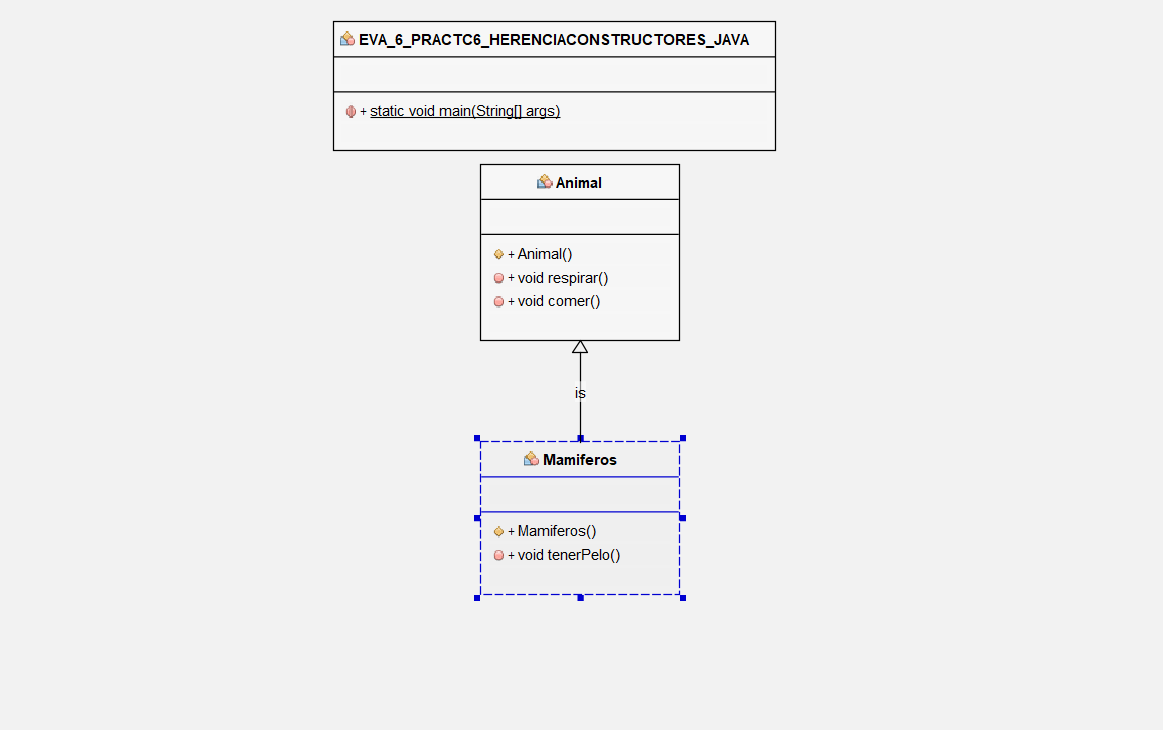 EVA_6_PRACTC6_HERENCIACONSTRUCTORES_JAVA
+ static void main(String[] args)
Animal
+ Animal()
+ void respirar()
+ void comer()
is
Mamiferos
+ Mamiferos()
+ void tenerPelo()